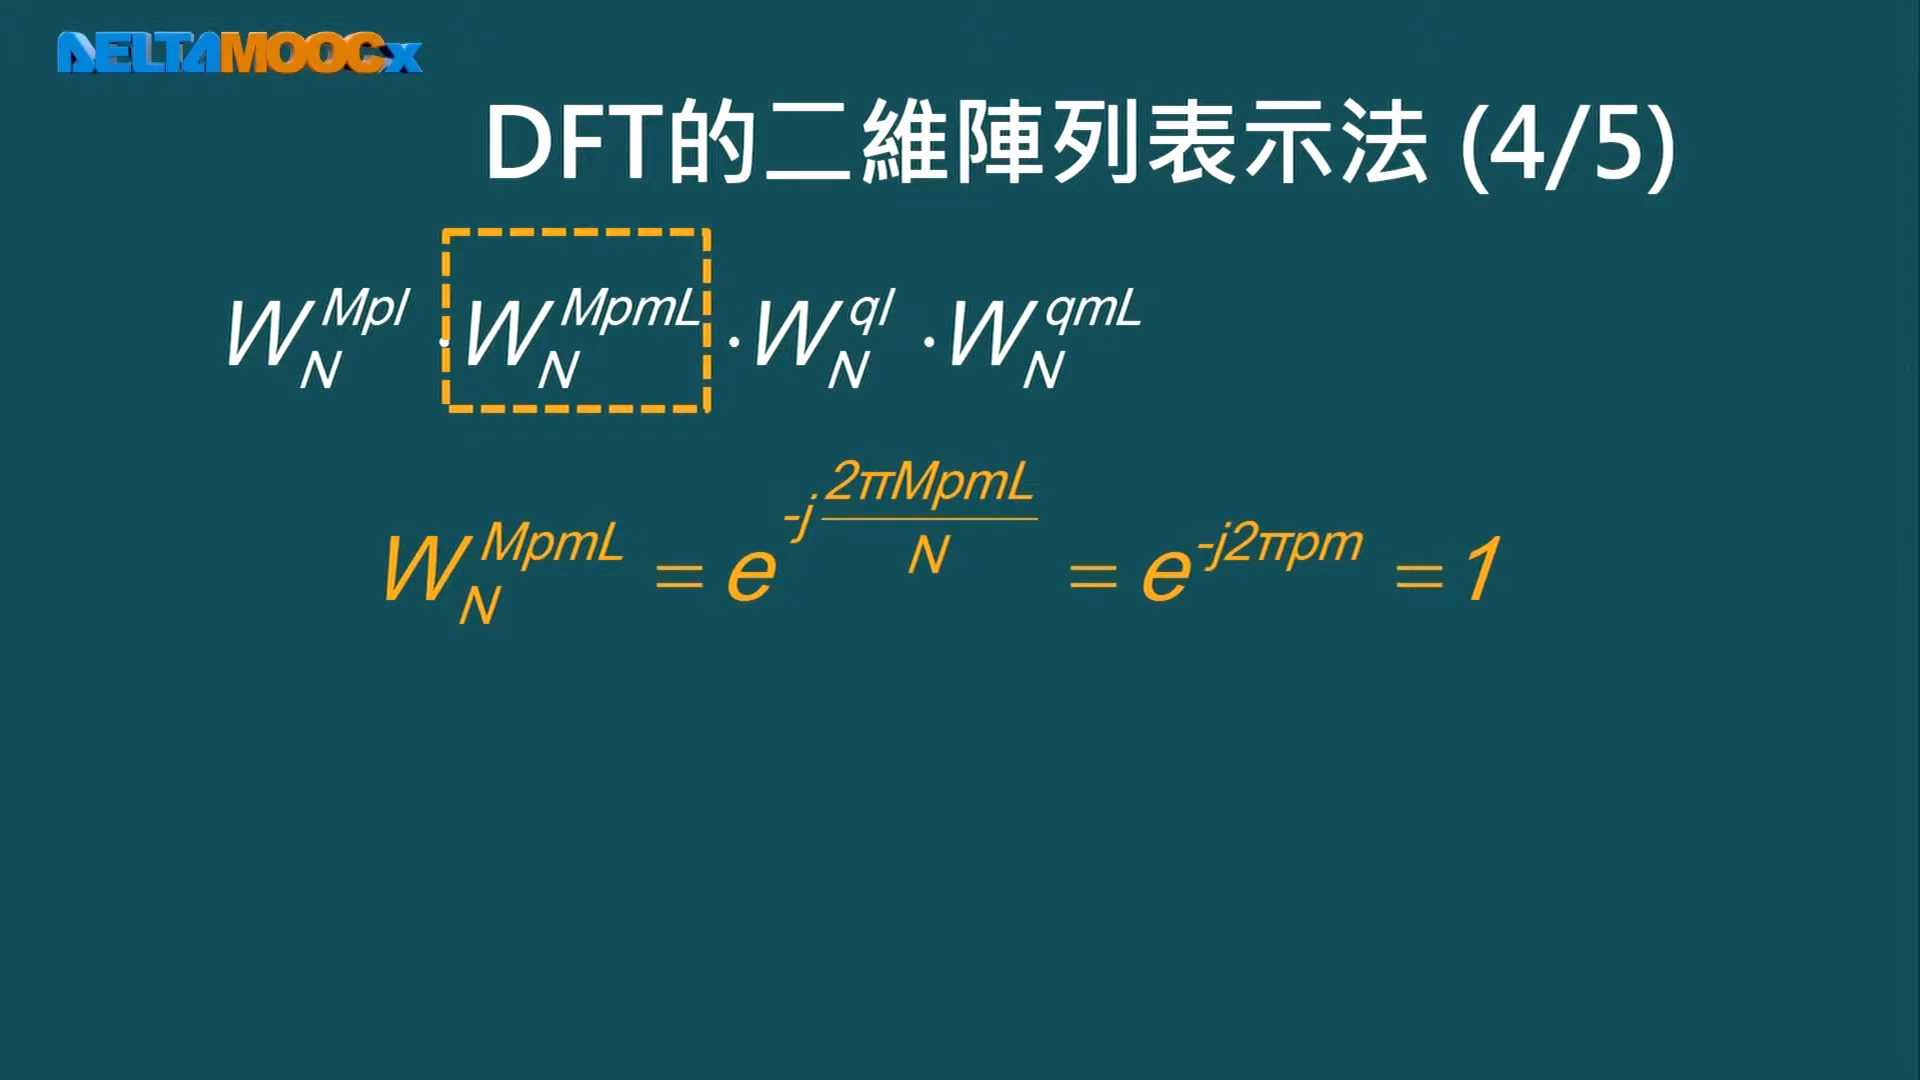 DELTAMOOCx
DFT的二維陣列表示法 (4/5)
W_N^{Mpl} · W_N^{MpmL} · W_N^{ql} · W_N^{qmL}
W_N^{MpmL} = e^{-j\frac{2πMpmL}{N}} = e^{-j2πpm} = 1